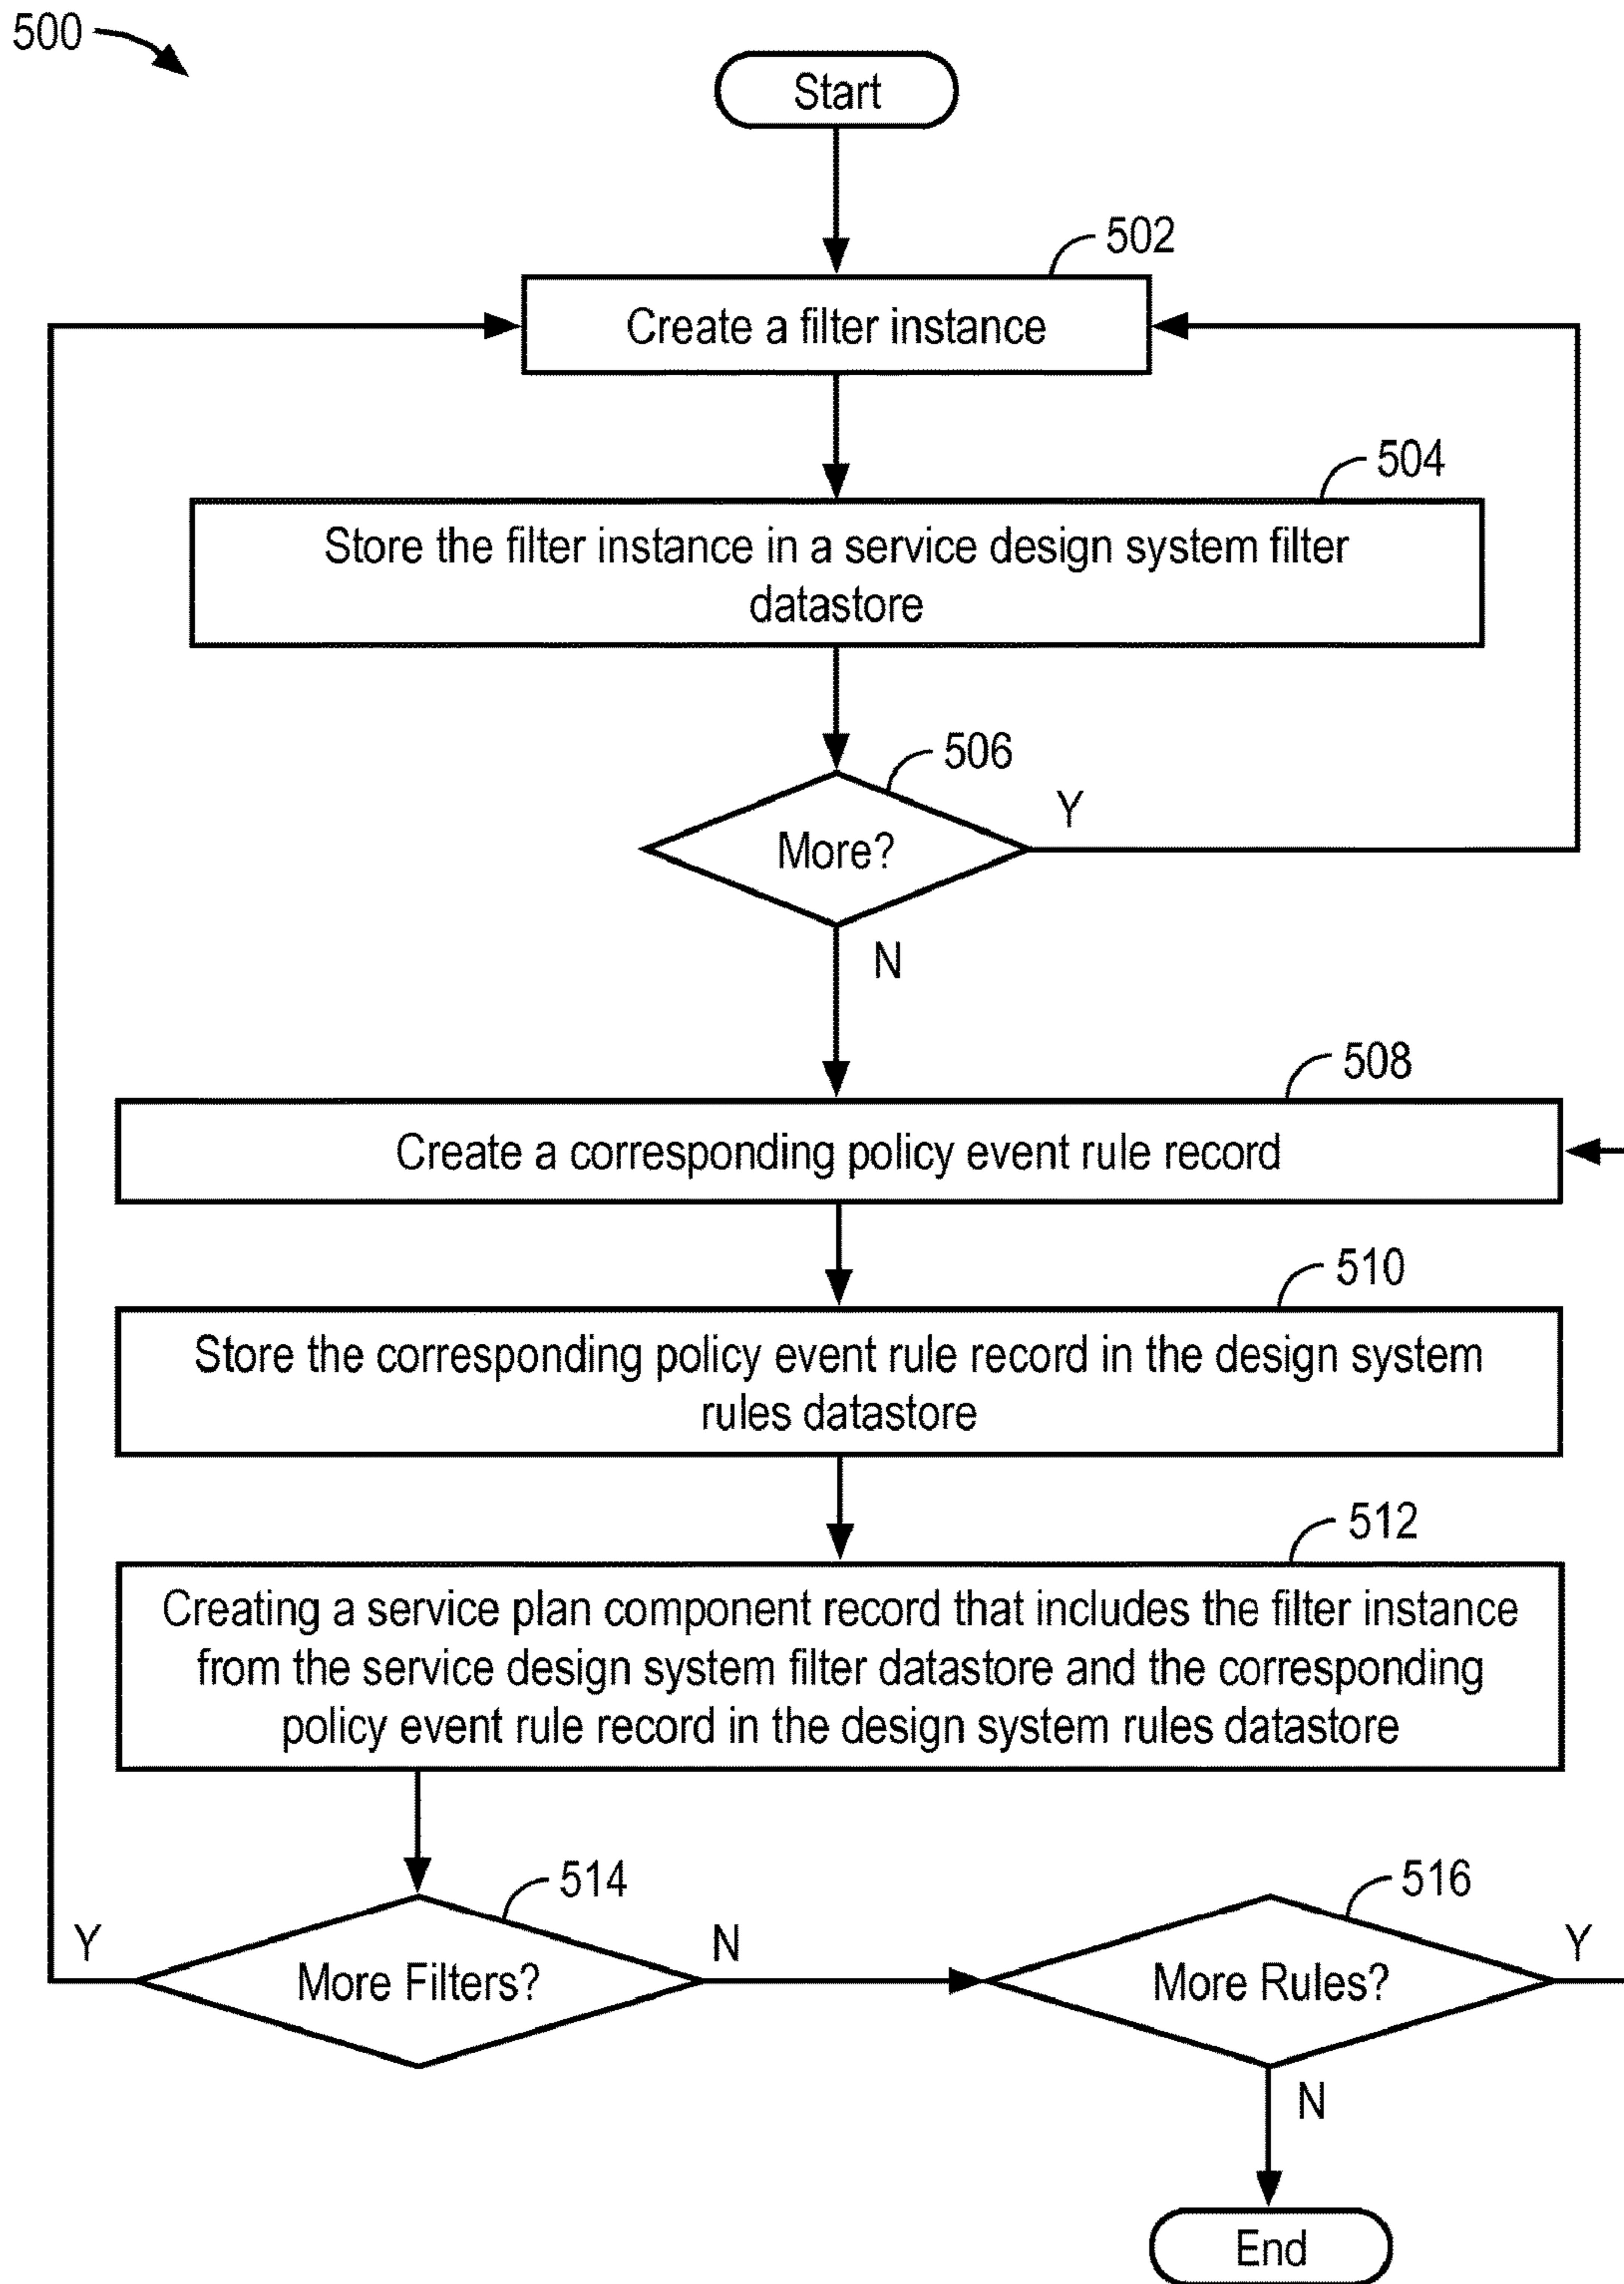 500
Start
502
Create a filter instance
504
Store the filter instance in a service design system filter
datastore
506
More?
Y
N
508
Create a corresponding policy event rule record
510
Store the corresponding policy event rule record in the design system
rules datastore
512
Creating a service plan component record that includes the filter instance
from the service design system filter datastore and the corresponding
policy event rule record in the design system rules datastore
514
516
Y
More Filters?
N
More Rules?
Y
N
End